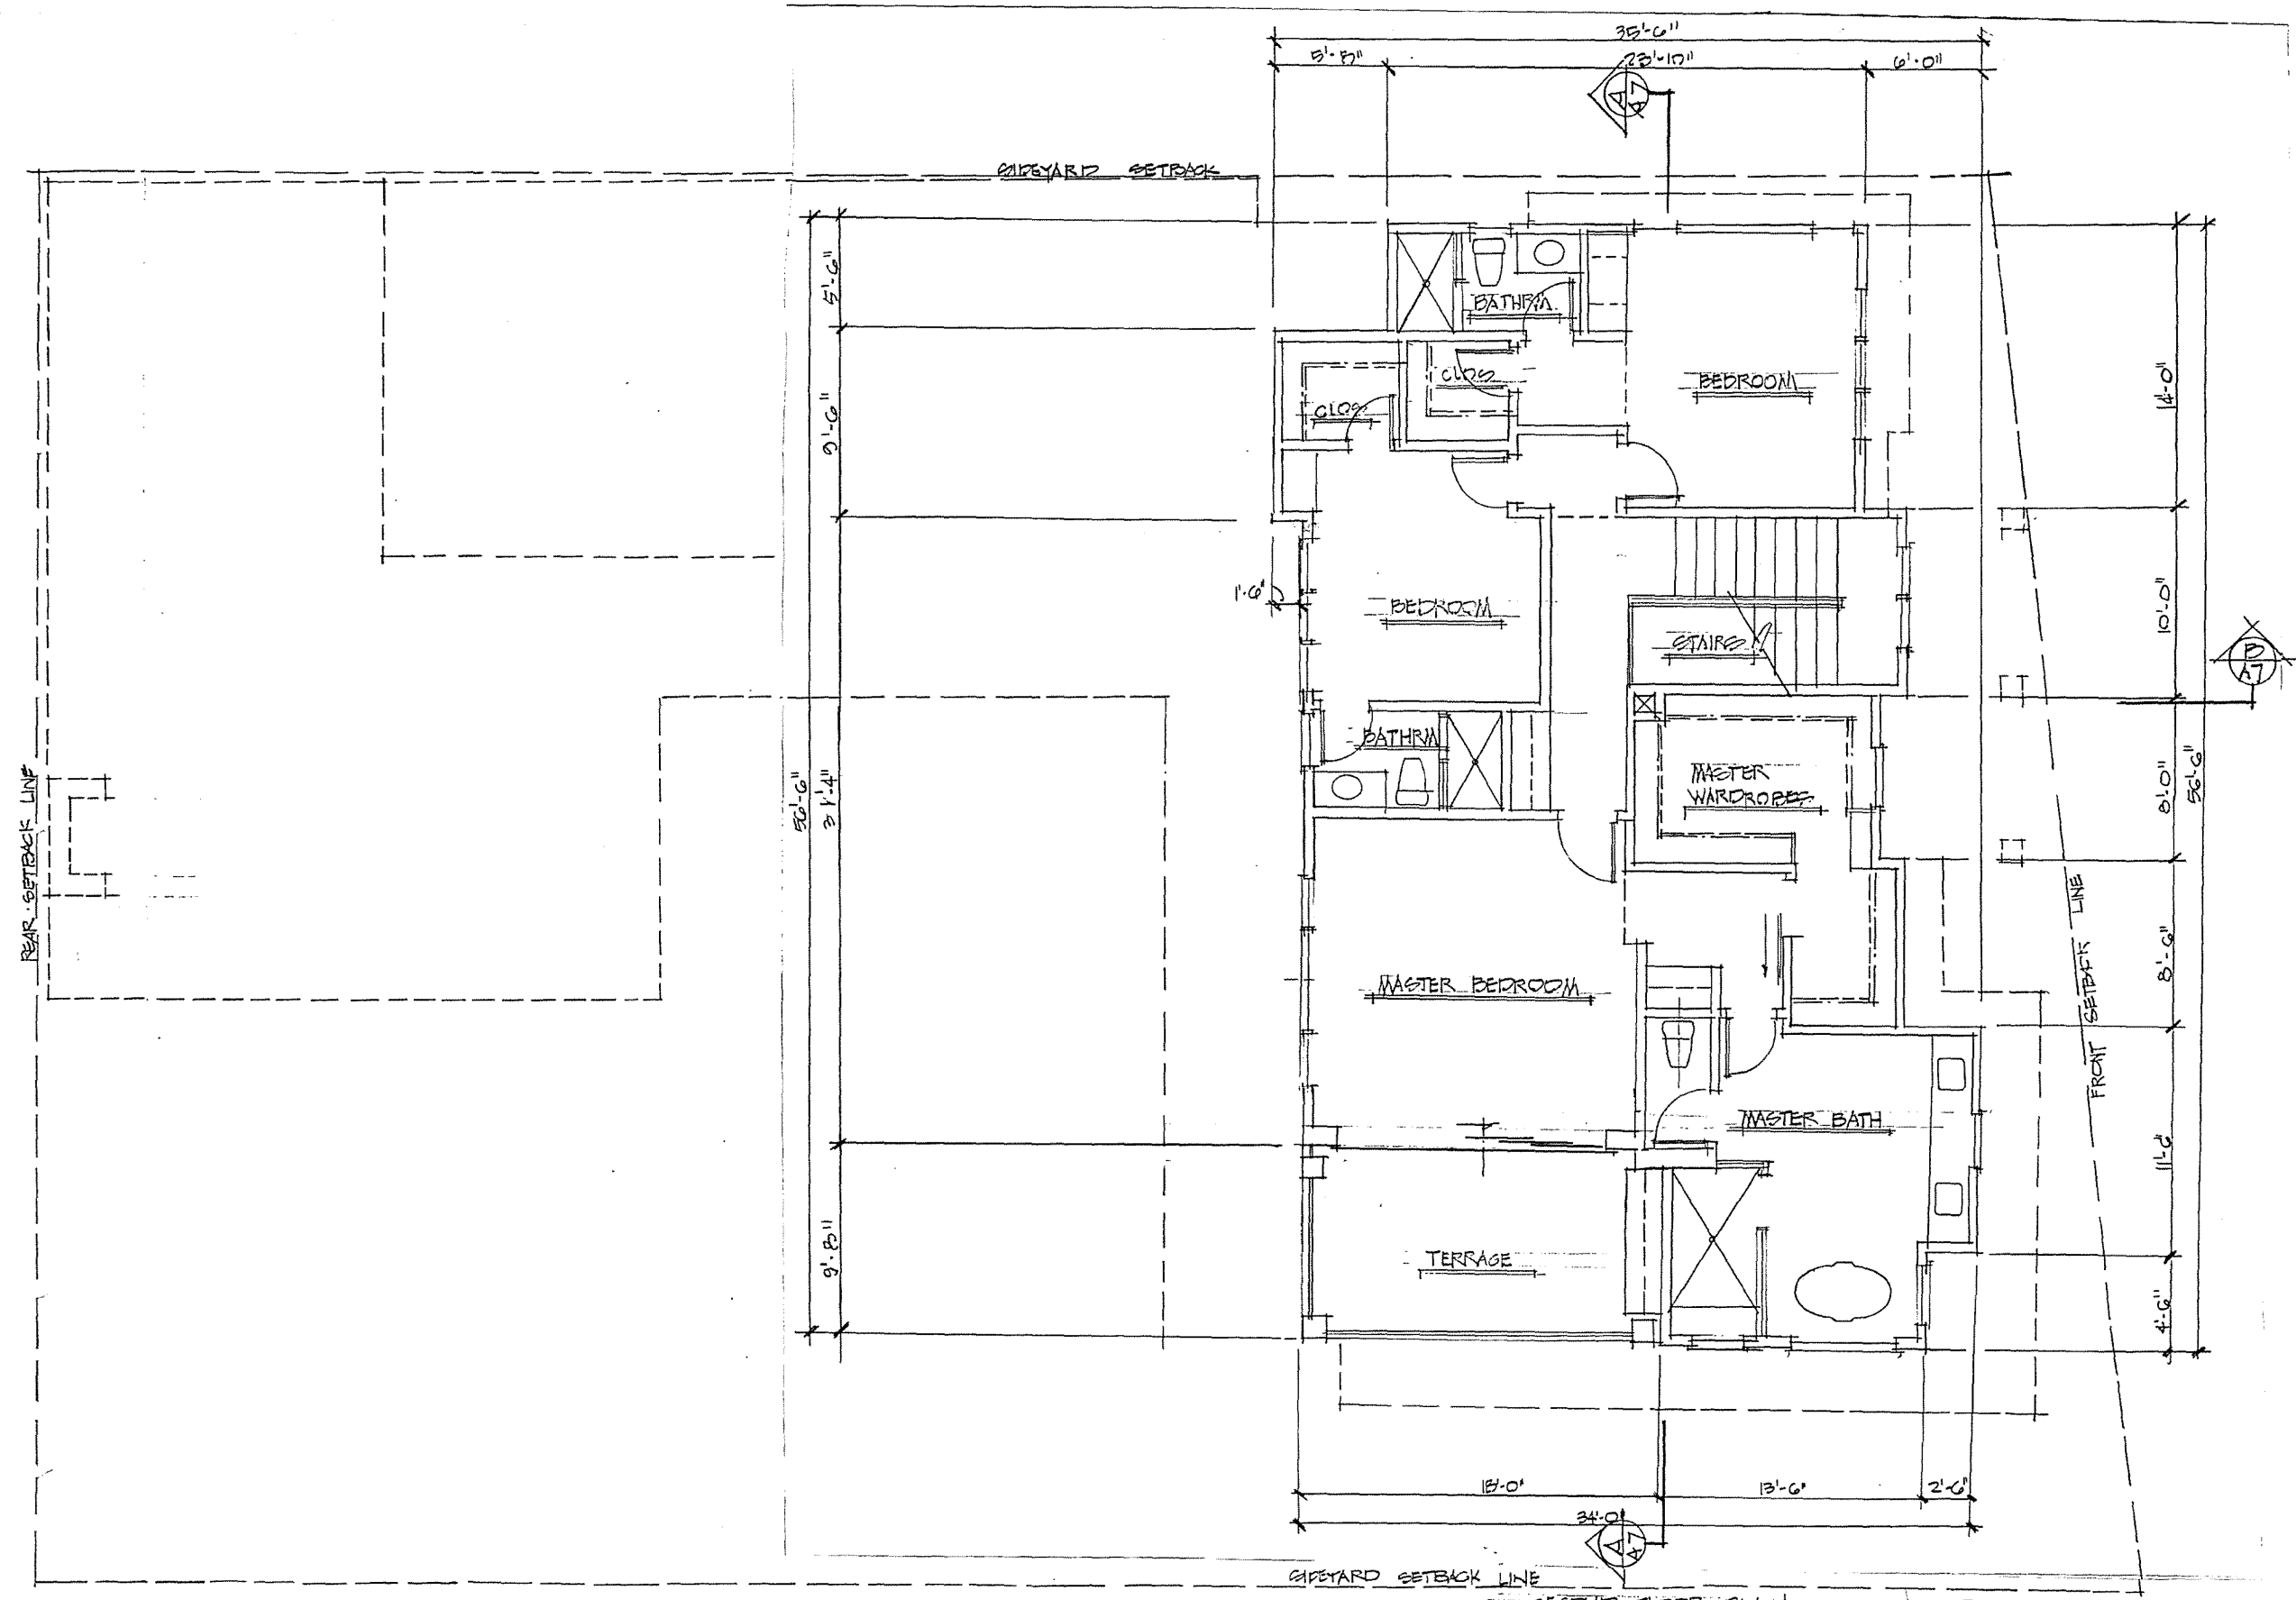 35'-6"
5'-8"
23'-10"
6'-0"
A
A7
SIDEYARD SETBACK
5'-6"
BATHRM.
CLOS
BEDROOM
14'-0"
9'-6"
CLOS
1'-6"
BEDROOM
STAIRS
10'-0"
B
A7
BATHRM
MASTER
WARDROBES
8'-0"
56'-6"
56'-6"
31'-4"
REAR SETBACK LINE
MASTER BEDROOM
8'-6"
FRONT SETBACK LINE
MASTER BATH
11'-6"
9'-8"
TERRACE
4'-6"
18'-0"
13'-6"
2'-6"
34'-0"
A
A7
SIDEYARD SETBACK LINE